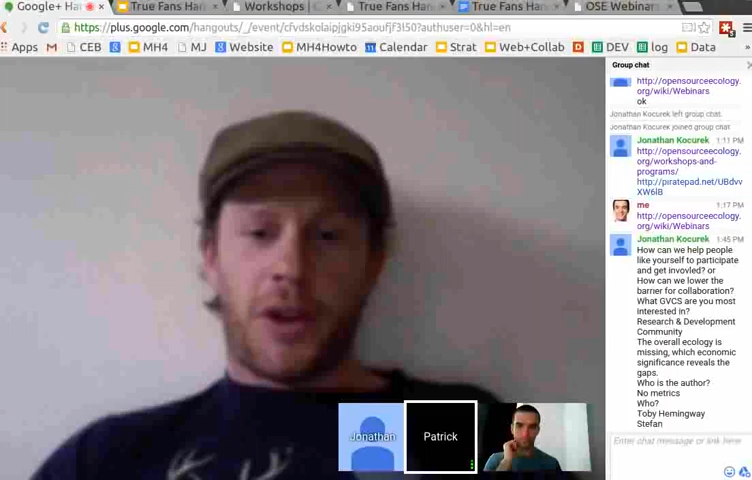 Google+ Ha
True Fans Han
Workshops |
True Fans Han
True Fans Han
OSE Webinar
https://plus.google.com/hangouts/_/event/cfvdskolaipjgki95aoufjf3l50?authuser=0&hl=en
Apps CEB MH4 MJ Website MH4Howto Calendar Strat Web+Collab DEV log Data
Group chat
http://opensourceecology.
org/wiki/Webinars
ok
Jonathan Kocurek left group chat.
Jonathan Kocurek joined group chat
Jonathan Kocurek 1:11 PM
http://opensourceecology.
org/workshops-and-
programs/
http://piratepad.net/UBdvv
XW6lB
me 1:17 PM
http://opensourceecology.
org/wiki/Webinars
Jonathan Kocurek 1:45 PM
How can we help people
like yourself to participate
and get invovled? or
How can we lower the
barrier for collaboration?
What GVCS are you most
interested in?
Research & Development
Community
The overall ecology is
missing, which economic
significance reveals the
gaps.
Who is the author?
No metrics
Who?
Toby Hemingway
Stefan
Enter chat message or link here
Jonathan
Patrick